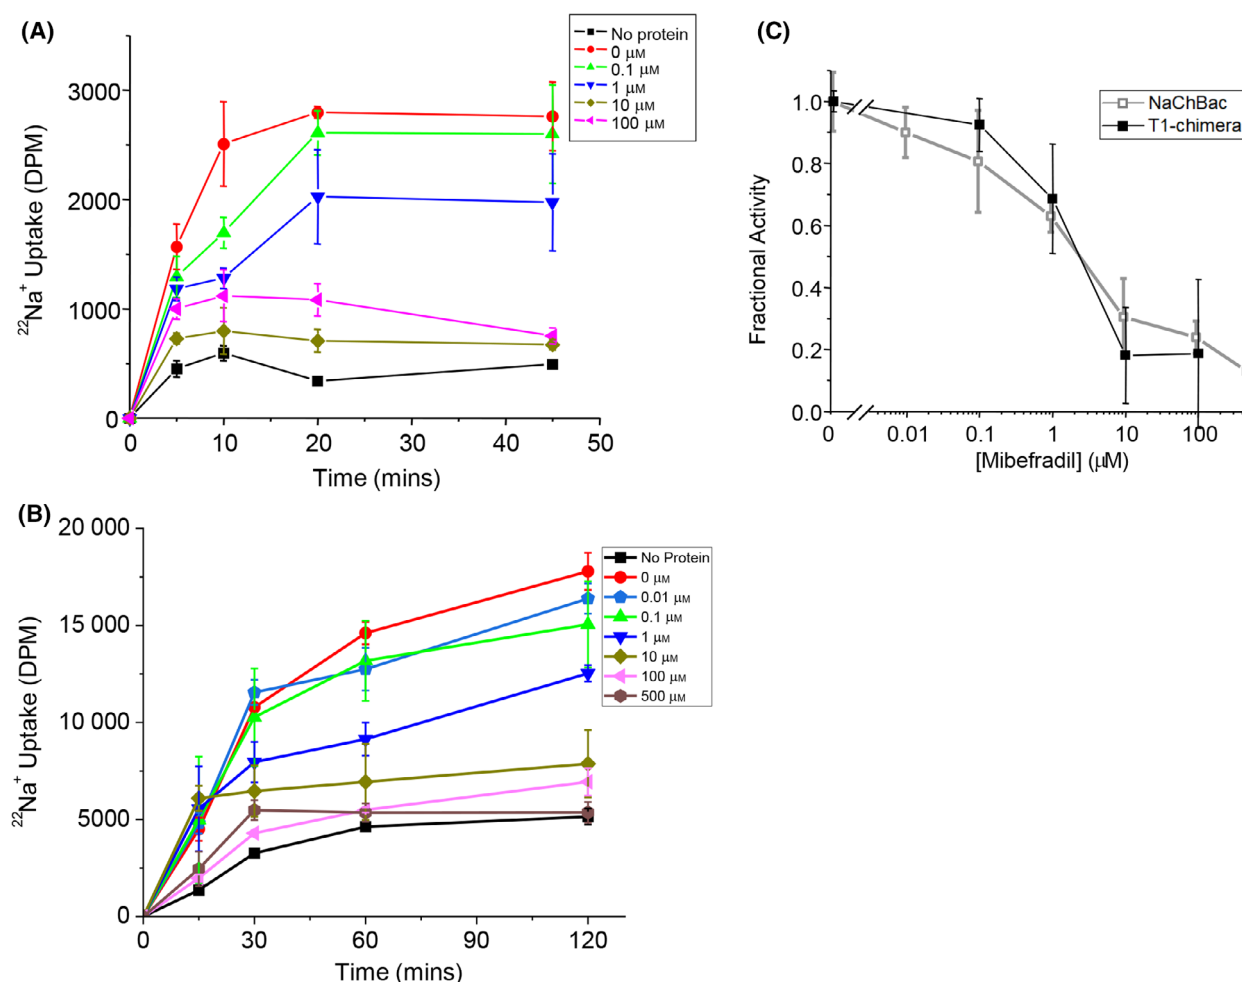 (A)
3000
2000
1000
0
0
10
20
30
40
50
²²Na⁺ Uptake (DPM)
Time (mins)
No protein
0 μM
0.1 μM
1 μM
10 μM
100 μM
(C)
1.0
0.8
0.6
0.4
0.2
0.0
0
0.01
0.1
1
10
100
Fractional Activity
[Mibefradil] (μM)
NaChBac
T1-chimera
(B)
20 000
15 000
10 000
5000
0
0
30
60
90
120
²²Na⁺ Uptake (DPM)
Time (mins)
No Protein
0 μM
0.01 μM
0.1 μM
1 μM
10 μM
100 μM
500 μM